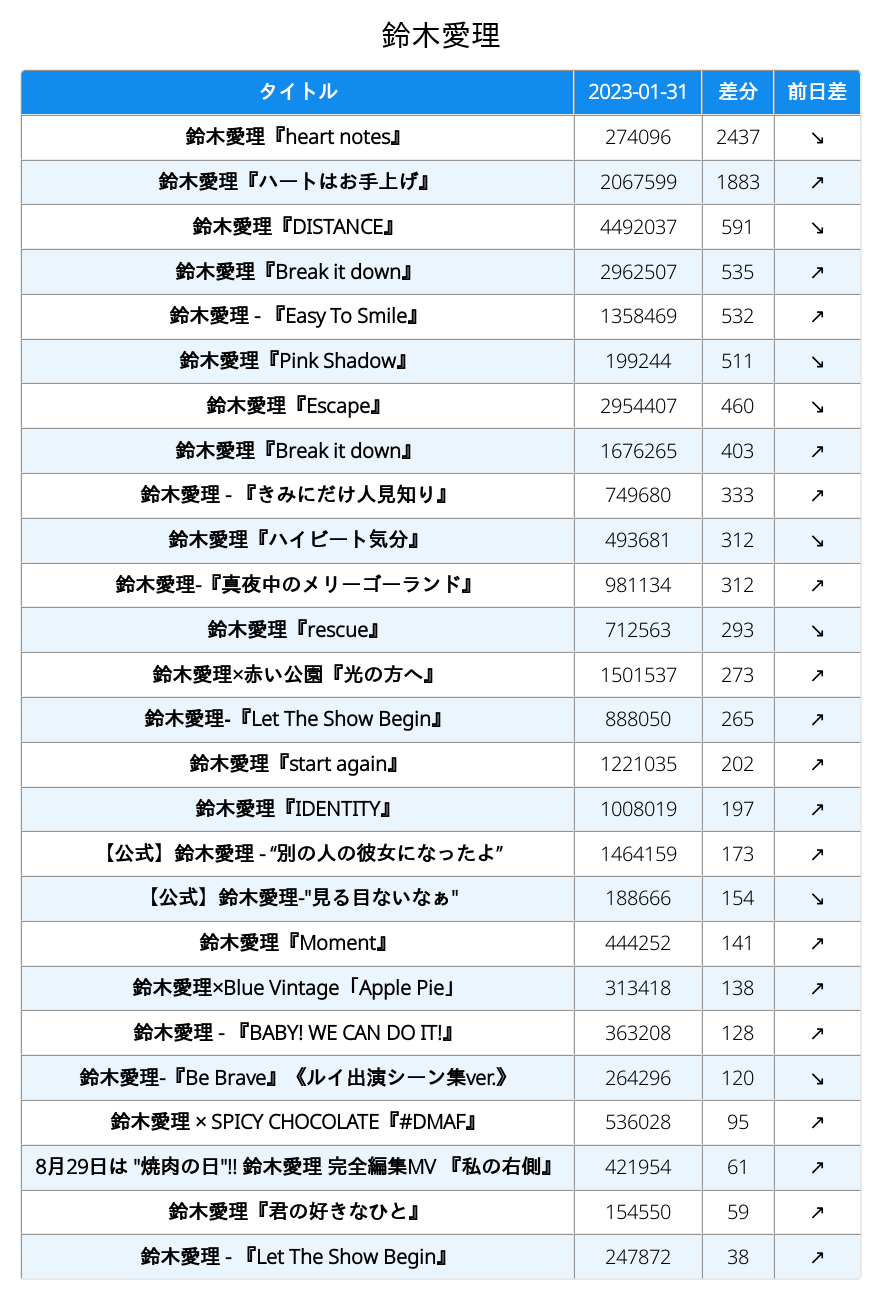 鈴木愛理
タイトル 2023-01-31 差分 前日差
鈴木愛理『heart notes』 274096 2437 ↘
鈴木愛理『ハートはお手上げ』 2067599 1883 ↗
鈴木愛理『DISTANCE』 4492037 591 ↘
鈴木愛理『Break it down』 2962507 535 ↗
鈴木愛理 - 『Easy To Smile』 1358469 532 ↗
鈴木愛理『Pink Shadow』 199244 511 ↘
鈴木愛理『Escape』 2954407 460 ↘
鈴木愛理『Break it down』 1676265 403 ↗
鈴木愛理 - 『きみにだけ人見知り』 749680 333 ↗
鈴木愛理『ハイビート気分』 493681 312 ↘
鈴木愛理-『真夜中のメリーゴーランド』 981134 312 ↗
鈴木愛理『rescue』 712563 293 ↘
鈴木愛理×赤い公園『光の方へ』 1501537 273 ↗
鈴木愛理-『Let The Show Begin』 888050 265 ↗
鈴木愛理『start again』 1221035 202 ↗
鈴木愛理『IDENTITY』 1008019 197 ↗
【公式】鈴木愛理 - “別の人の彼女になったよ” 1464159 173 ↗
【公式】鈴木愛理-"見る目ないなぁ" 188666 154 ↘
鈴木愛理『Moment』 444252 141 ↗
鈴木愛理×Blue Vintage「Apple Pie」 313418 138 ↗
鈴木愛理 - 『BABY! WE CAN DO IT!』 363208 128 ↗
鈴木愛理-『Be Brave』《ルイ出演シーン集ver.》 264296 120 ↘
鈴木愛理 × SPICY CHOCOLATE『#DMAF』 536028 95 ↗
8月29日は "焼肉の日"!! 鈴木愛理 完全編集MV 『私の右側』 421954 61 ↗
鈴木愛理『君の好きなひと』 154550 59 ↗
鈴木愛理 - 『Let The Show Begin』 247872 38 ↗